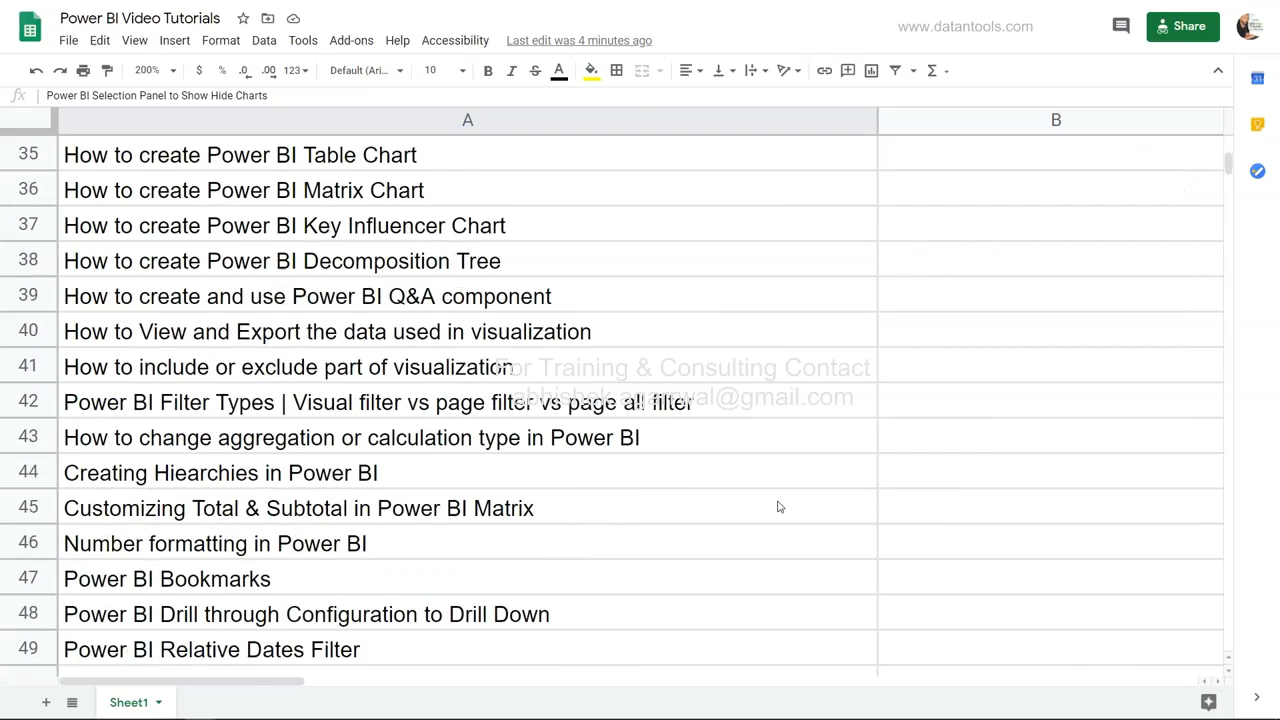 Power BI Video Tutorials
www.datantools.com
Share
File Edit View Insert Format Data Tools Add-ons Help Accessibility Last edit was 4 minutes ago
200% $ % .0 .00 123 Default (Ari... 10 B I S A Σ
fx Power BI Selection Panel to Show Hide Charts
A B
35 How to create Power BI Table Chart
36 How to create Power BI Matrix Chart
37 How to create Power BI Key Influencer Chart
38 How to create Power BI Decomposition Tree
39 How to create and use Power BI Q&A component
40 How to View and Export the data used in visualization
41 How to include or exclude part of visualization
For Training & Consulting Contact
abhishek.agarrwal@gmail.com
42 Power BI Filter Types | Visual filter vs page filter vs page all filter
43 How to change aggregation or calculation type in Power BI
44 Creating Hiearchies in Power BI
45 Customizing Total & Subtotal in Power BI Matrix
46 Number formatting in Power BI
47 Power BI Bookmarks
48 Power BI Drill through Configuration to Drill Down
49 Power BI Relative Dates Filter
Sheet1